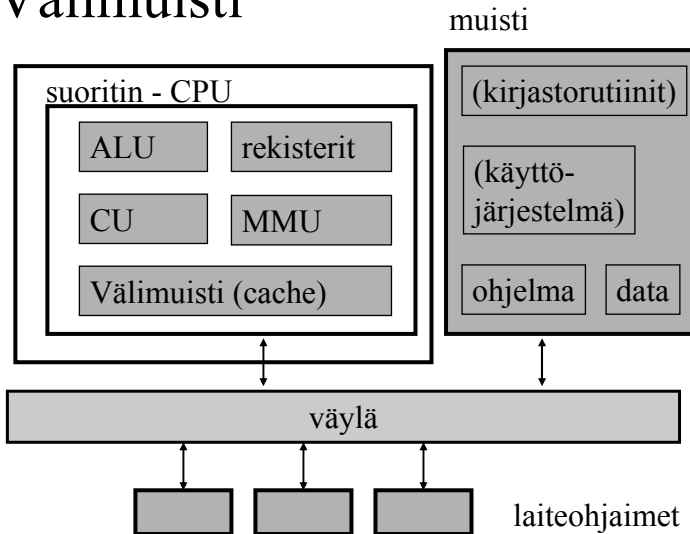 Välimuisti
muisti
suoritin - CPU
ALU
rekisterit
CU
MMU
Välimuisti (cache)
(kirjastorutiinit)
(käyttö-
järjestelmä)
ohjelma
data
väylä
laiteohjaimet